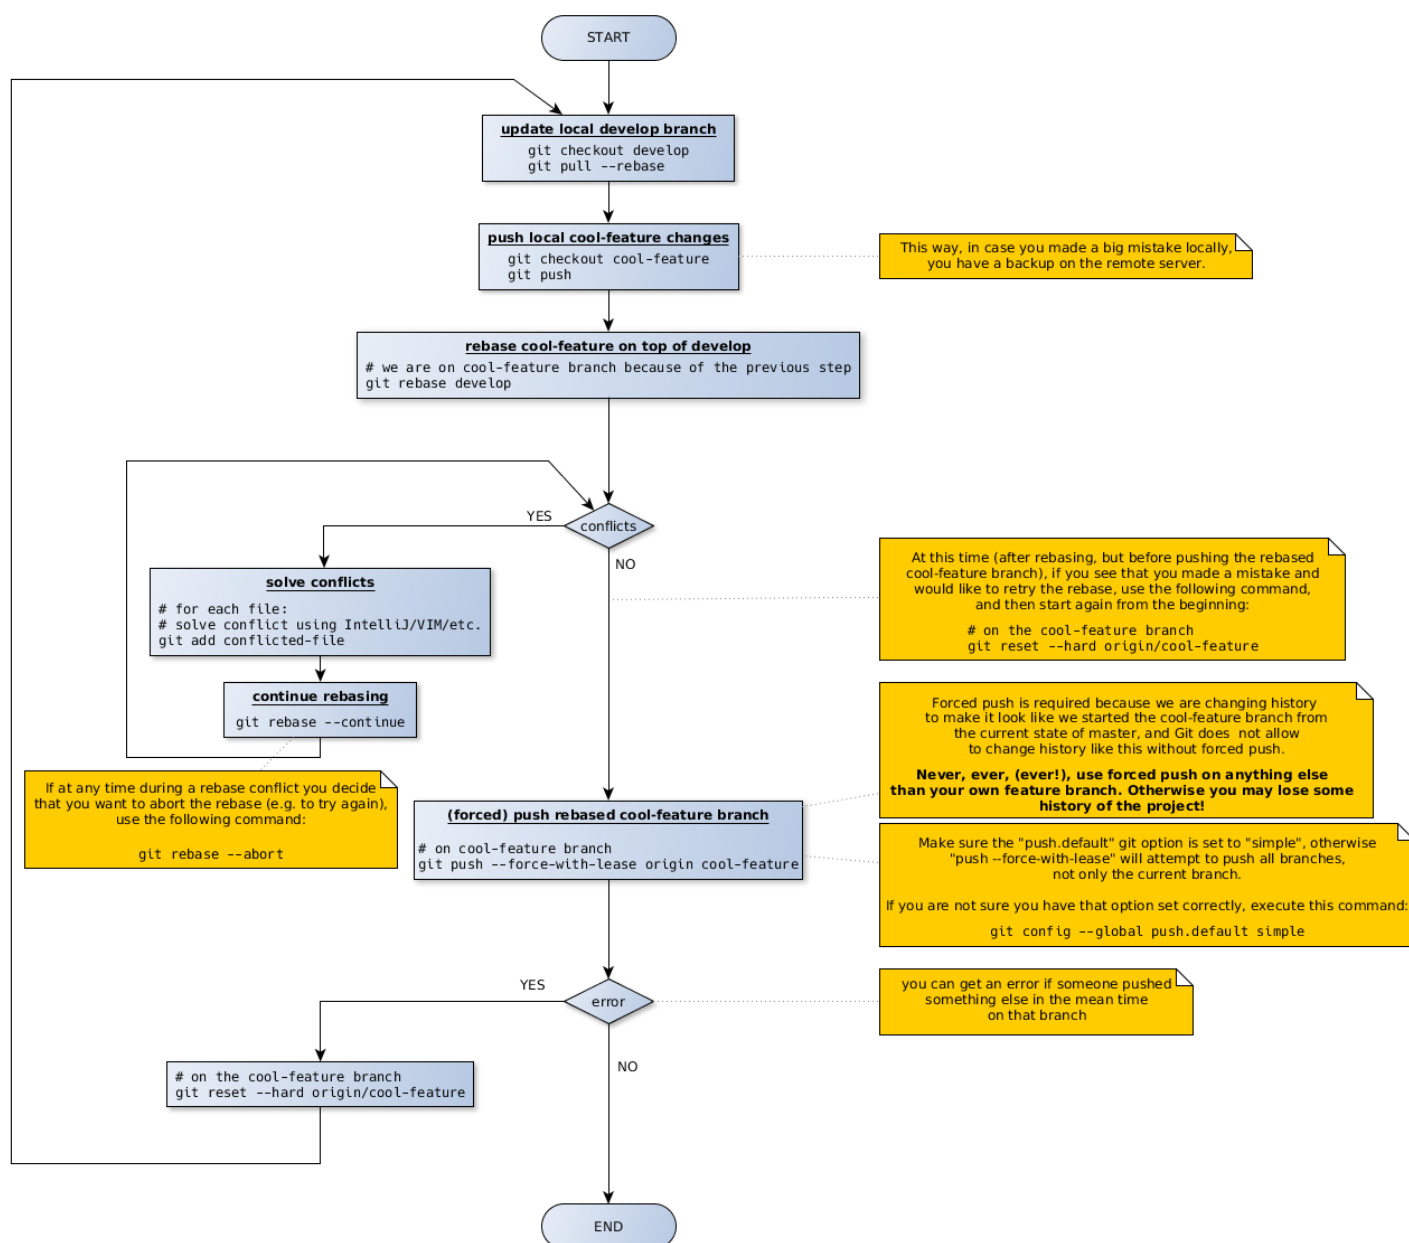 START
update local develop branch
git checkout develop
git pull --rebase
push local cool-feature changes
git checkout cool-feature
git push
This way, in case you made a big mistake locally,
you have a backup on the remote server.
rebase cool-feature on top of develop
# we are on cool-feature branch because of the previous step
git rebase develop
conflicts
YES
NO
solve conflicts
# for each file:
# solve conflict using IntelliJ/VIM/etc.
git add conflicted-file
continue rebasing
git rebase --continue
If at any time during a rebase conflict you decide
that you want to abort the rebase (e.g. to try again),
use the following command:
git rebase --abort
At this time (after rebasing, but before pushing the rebased
cool-feature branch), if you see that you made a mistake and
would like to retry the rebase, use the following command,
and then start again from the beginning:
# on the cool-feature branch
git reset --hard origin/cool-feature
Forced push is required because we are changing history
to make it look like we started the cool-feature branch from
the current state of master, and Git does  not allow
to change history like this without forced push.
Never, ever, (ever!), use forced push on anything else
than your own feature branch. Otherwise you may lose some
history of the project!
(forced) push rebased cool-feature branch
# on cool-feature branch
git push --force-with-lease origin cool-feature
Make sure the "push.default" git option is set to "simple", otherwise
"push --force-with-lease" will attempt to push all branches,
not only the current branch.
If you are not sure you have that option set correctly, execute this command:
git config --global push.default simple
error
YES
NO
you can get an error if someone pushed
something else in the mean time
on that branch
# on the cool-feature branch
git reset --hard origin/cool-feature
END